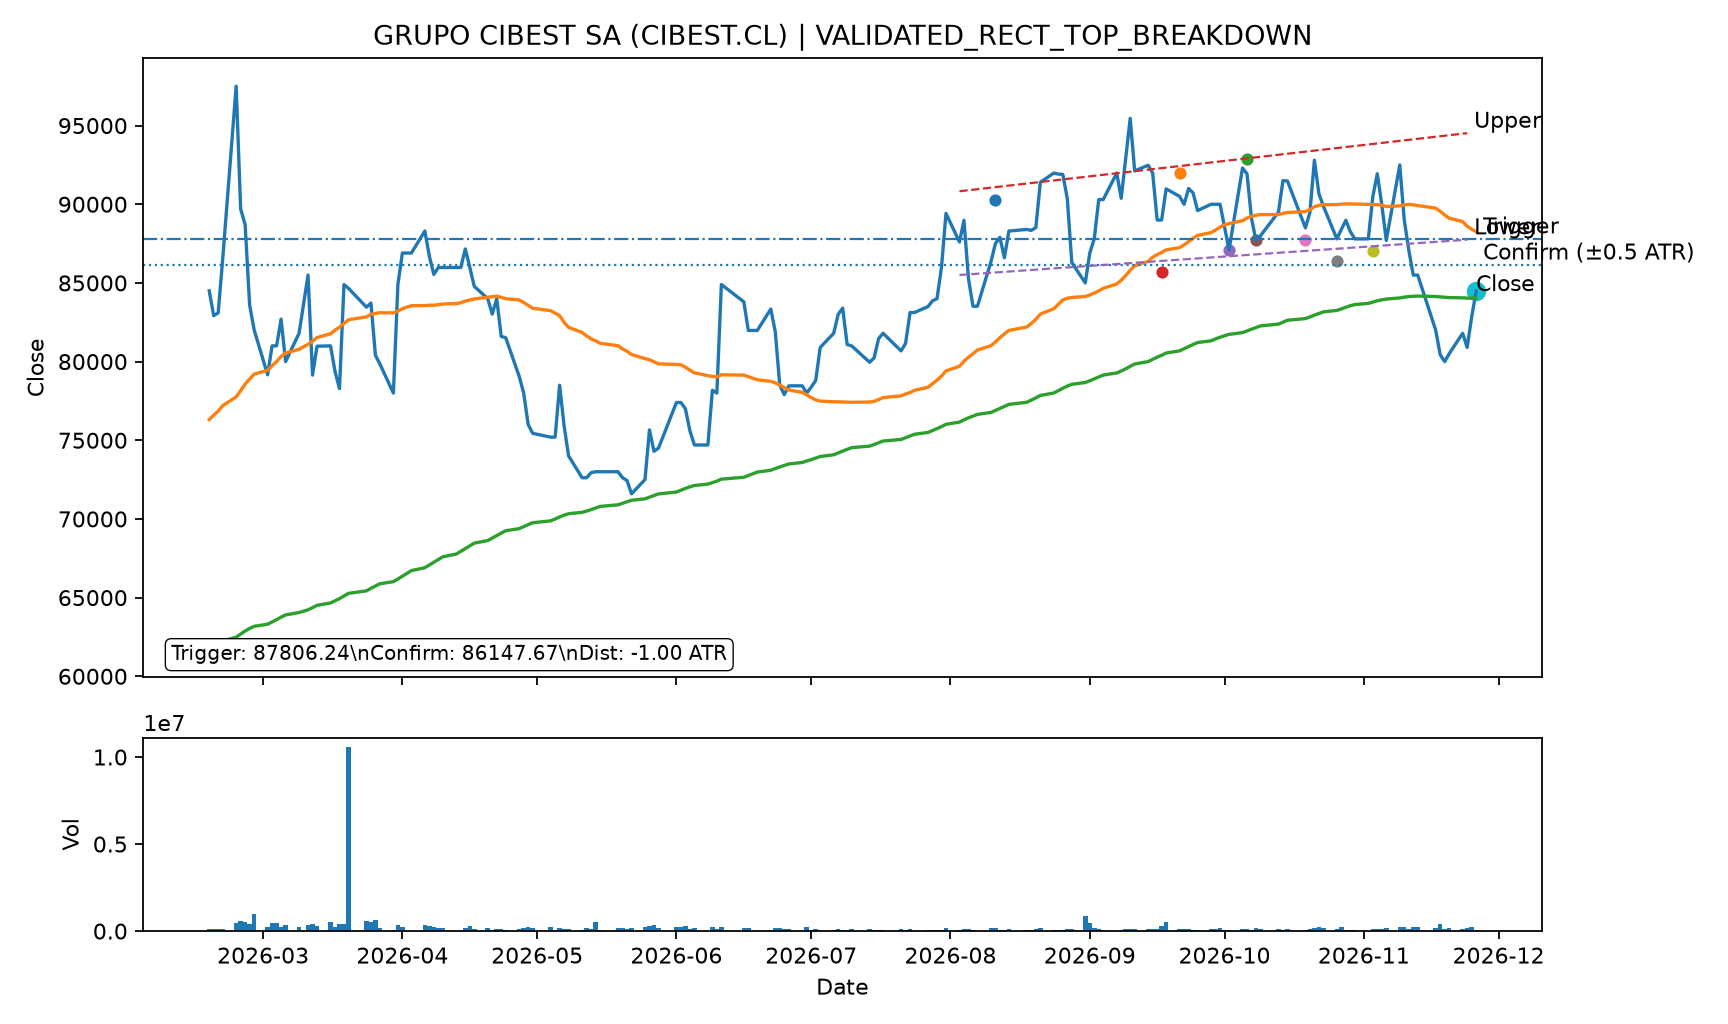 GRUPO CIBEST SA (CIBEST.CL) | VALIDATED_RECT_TOP_BREAKDOWN
Close
95000
90000
85000
80000
75000
70000
65000
60000
Upper
Lower
Trigger
Confirm (±0.5 ATR)
Close
Trigger: 87806.24\nConfirm: 86147.67\nDist: -1.00 ATR
1e7
Vol
1.0
0.5
0.0
2026-03
2026-04
2026-05
2026-06
2026-07
2026-08
2026-09
2026-10
2026-11
2026-12
Date